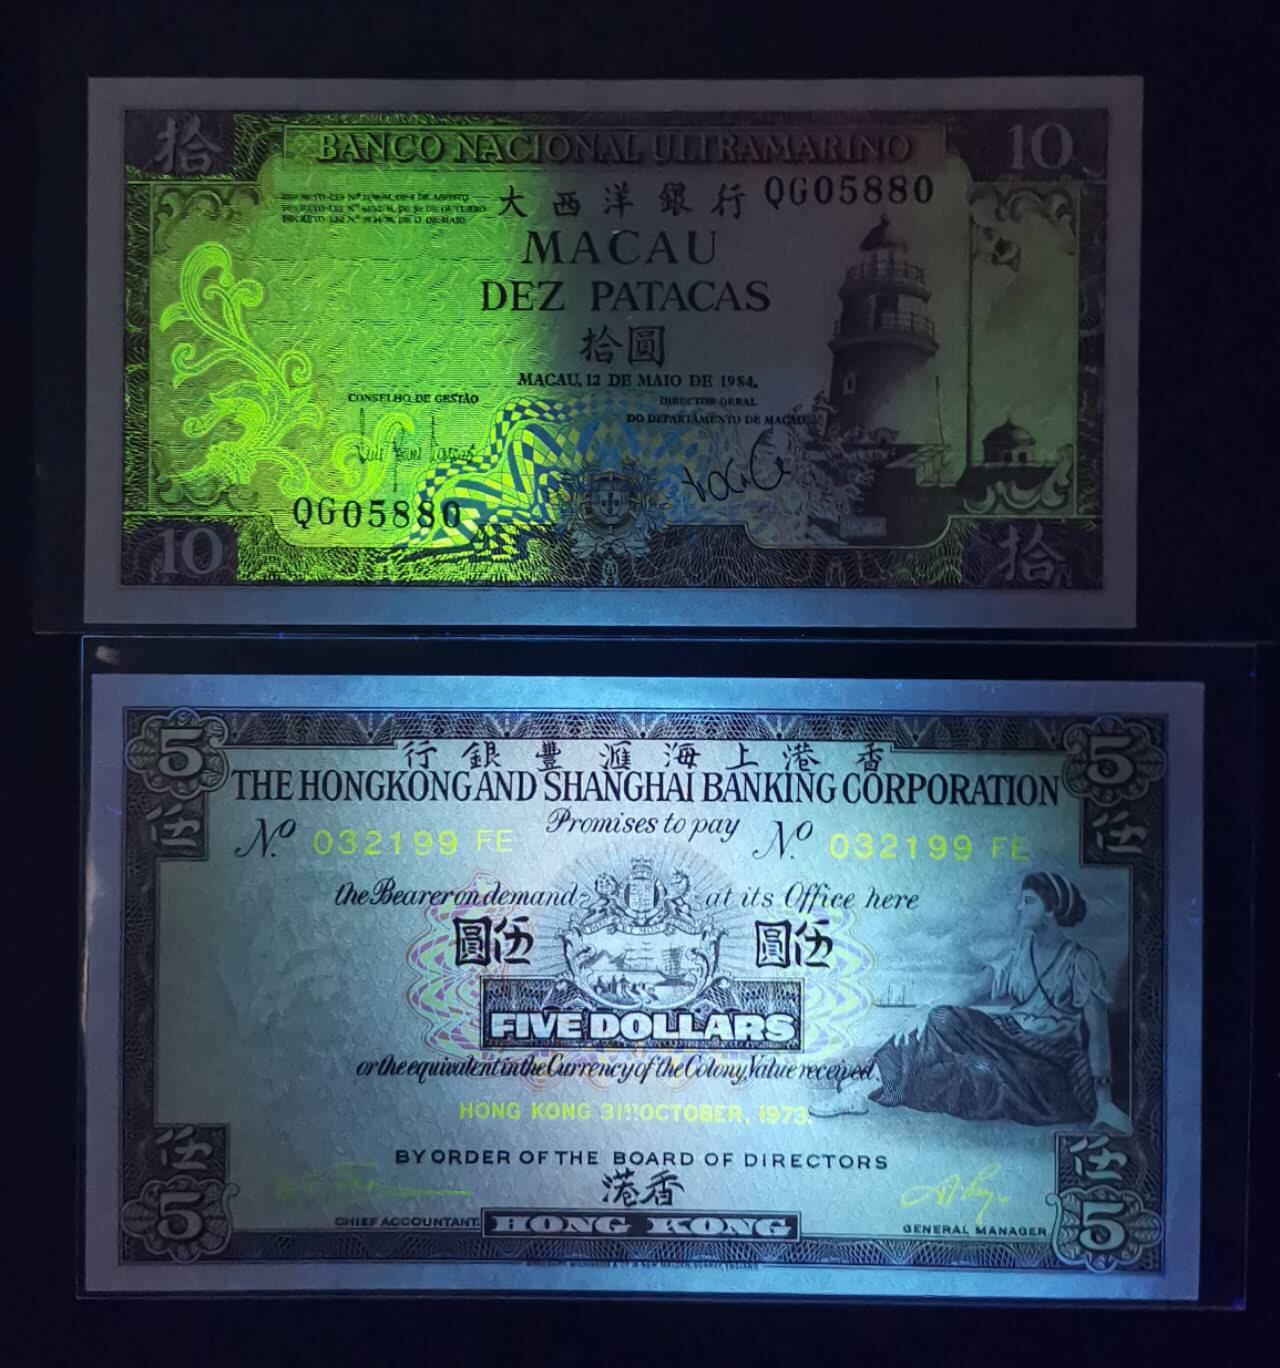 拾 BANCO NACIONAL ULTRAMARINO 10
大西洋銀行 QG05880
MACAU
DEZ PATACAS
拾圓
MACAU, 12 DE MAIO DE 1984.
CONSELHO DE GESTÃO DIRECTOR GERAL
DO DEPARTAMENTO DE MACAU
QG05880
10 拾
5 行銀豐滙海上港香 5
THE HONGKONG AND SHANGHAI BANKING CORPORATION
伍 Promises to pay 伍
Nº 032199 FE Nº 032199 FE
the Bearer on demand at its Office here
圓伍 圓伍
FIVE DOLLARS
or the equivalent in the Currency of the Colony, Value received.
HONG KONG 31ST OCTOBER, 1973.
BY ORDER OF THE BOARD OF DIRECTORS
伍 港香 伍
CHIEF ACCOUNTANT. HONG KONG GENERAL MANAGER
5 5